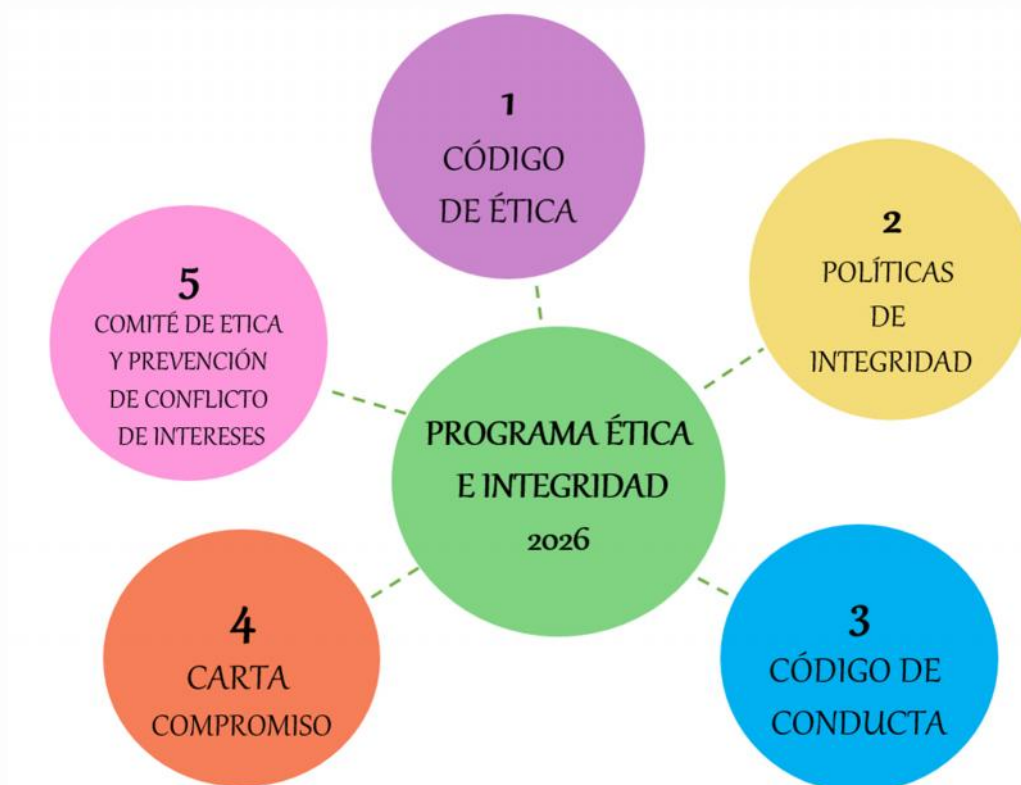 1
CÓDIGO
DE ÉTICA
2
POLÍTICAS
DE
INTEGRIDAD
5
COMITÉ DE ETICA
Y PREVENCIÓN
DE CONFLICTO
DE INTERESES
PROGRAMA ÉTICA
E INTEGRIDAD
2026
4
CARTA
COMPROMISO
3
CÓDIGO DE
CONDUCTA